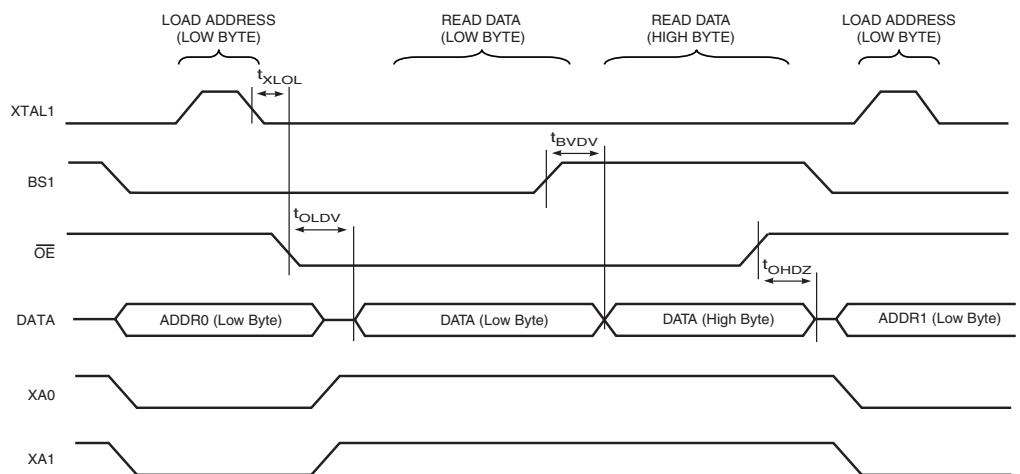 LOAD ADDRESS
(LOW BYTE)
READ DATA
(LOW BYTE)
READ DATA
(HIGH BYTE)
LOAD ADDRESS
(LOW BYTE)
tXLOL
XTAL1
tBVDV
BS1
tOLDV
OE
tOHDZ
DATA
ADDR0 (Low Byte)
DATA (Low Byte)
DATA (High Byte)
ADDR1 (Low Byte)
XA0
XA1